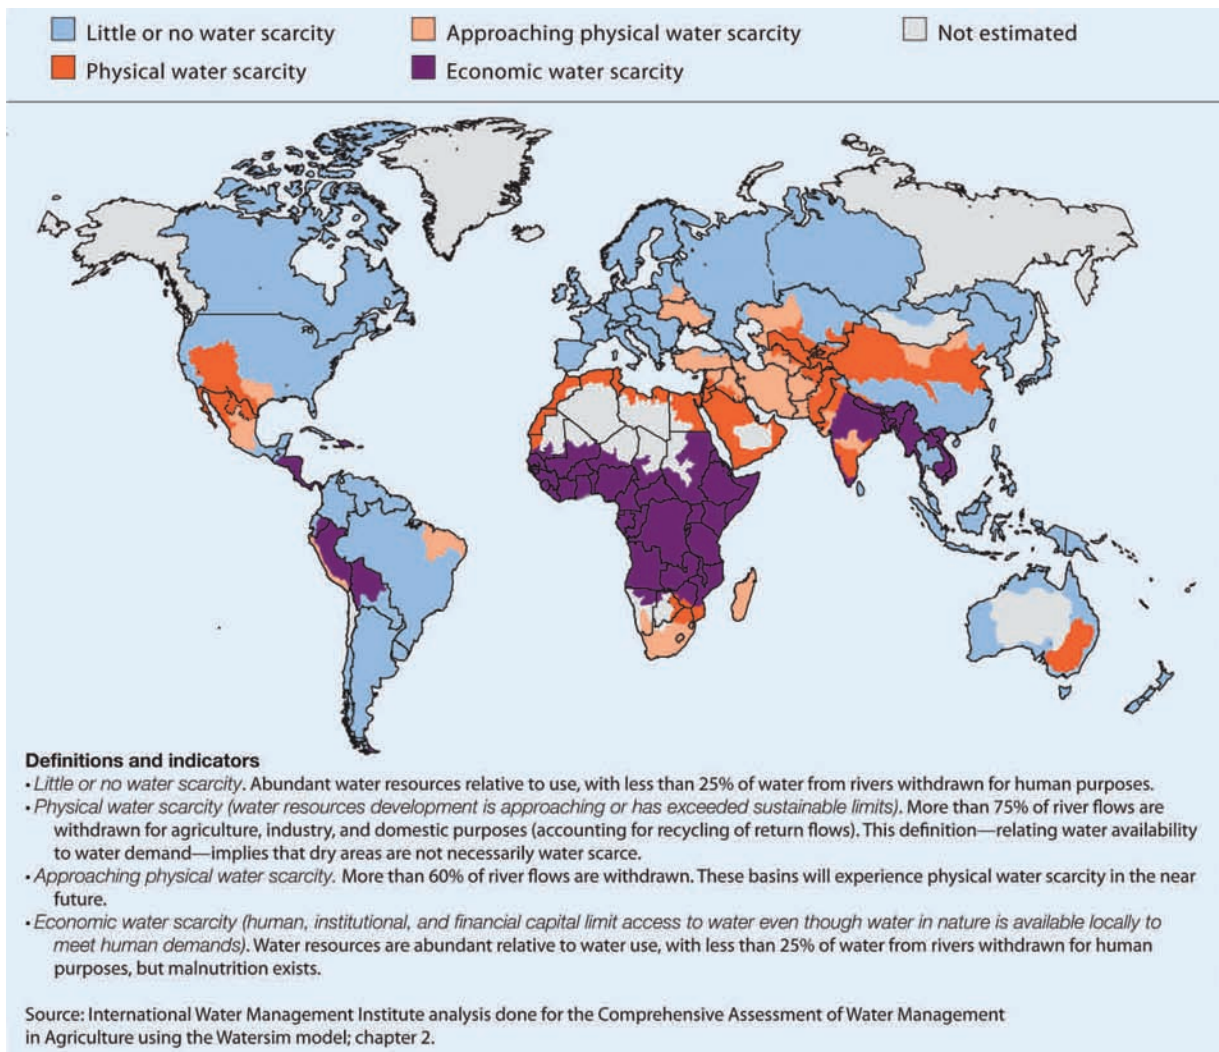 Little or no water scarcity
Approaching physical water scarcity
Not estimated
Physical water scarcity
Economic water scarcity
Definitions and indicators
• Little or no water scarcity. Abundant water resources relative to use, with less than 25% of water from rivers withdrawn for human purposes.
• Physical water scarcity (water resources development is approaching or has exceeded sustainable limits). More than 75% of river flows are
withdrawn for agriculture, industry, and domestic purposes (accounting for recycling of return flows). This definition—relating water availability
to water demand—implies that dry areas are not necessarily water scarce.
• Approaching physical water scarcity. More than 60% of river flows are withdrawn. These basins will experience physical water scarcity in the near
future.
• Economic water scarcity (human, institutional, and financial capital limit access to water even though water in nature is available locally to
meet human demands). Water resources are abundant relative to water use, with less than 25% of water from rivers withdrawn for human
purposes, but malnutrition exists.
Source: International Water Management Institute analysis done for the Comprehensive Assessment of Water Management
in Agriculture using the Watersim model; chapter 2.